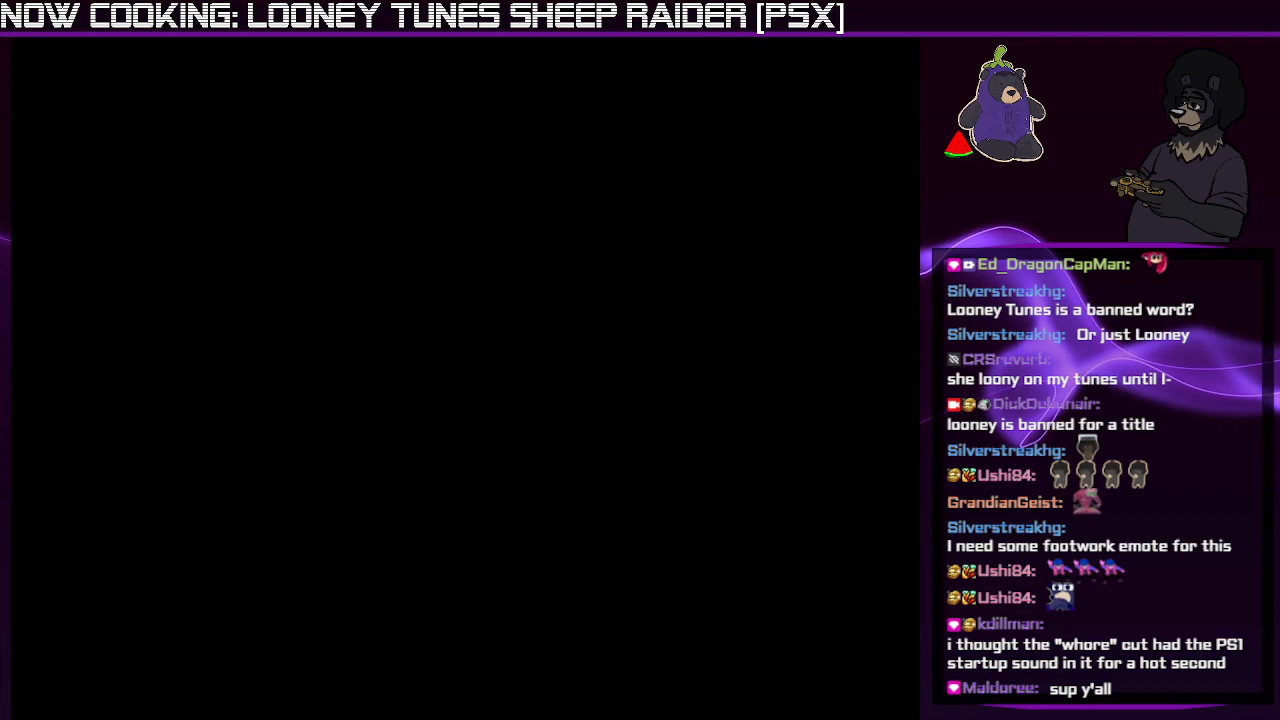 NOW COOKING: LOONEY TUNES SHEEP RAIDER [PSX]
Ed_DragonCapMan:
Silverstreakhg:
Looney Tunes is a banned word?
Silverstreakhg: Or just Looney
CRSreverb:
she loony on my tunes until I-
DickDebonair:
looney is banned for a title
Silverstreakhg:
Ushi84:
GrandianGeist:
Silverstreakhg:
I need some footwork emote for this
Ushi84:
Ushi84:
kdillman:
i thought the "whore" cut had the PS1
startup sound in it for a hot second
Malduree: sup y'all